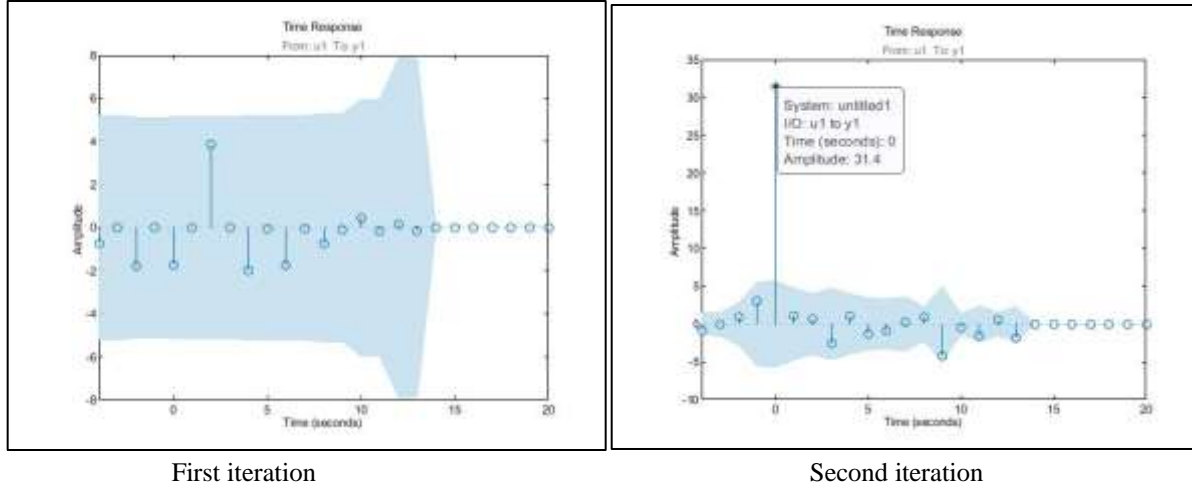 Time Response
From: u1 To: y1
8
6
4
2
0
-2
-4
-6
-8
Amplitude
0
5
10
15
20
Time (seconds)
First iteration
Time Response
From: u1 To: y1
35
30
25
20
15
10
5
0
-5
-10
Amplitude
System: untitled1
I/O: u1 to y1
Time (seconds): 0
Amplitude: 31.4
0
5
10
15
20
Time (seconds)
Second iteration